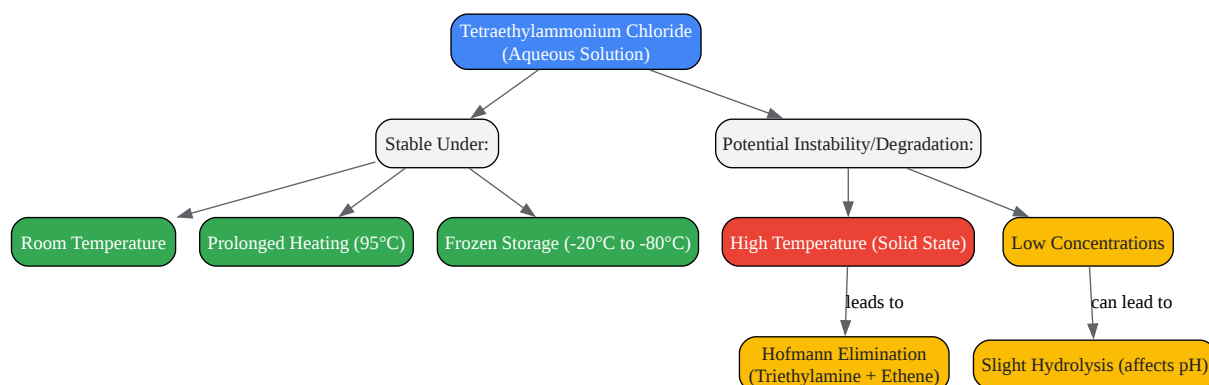 Tetraethylammonium Chloride
(Aqueous Solution)
Stable Under:
Potential Instability/Degradation:
Room Temperature
Prolonged Heating (95°C)
Frozen Storage (-20°C to -80°C)
High Temperature (Solid State)
Low Concentrations
leads to
can lead to
Hofmann Elimination
(Triethylamine + Ethene)
Slight Hydrolysis (affects pH)